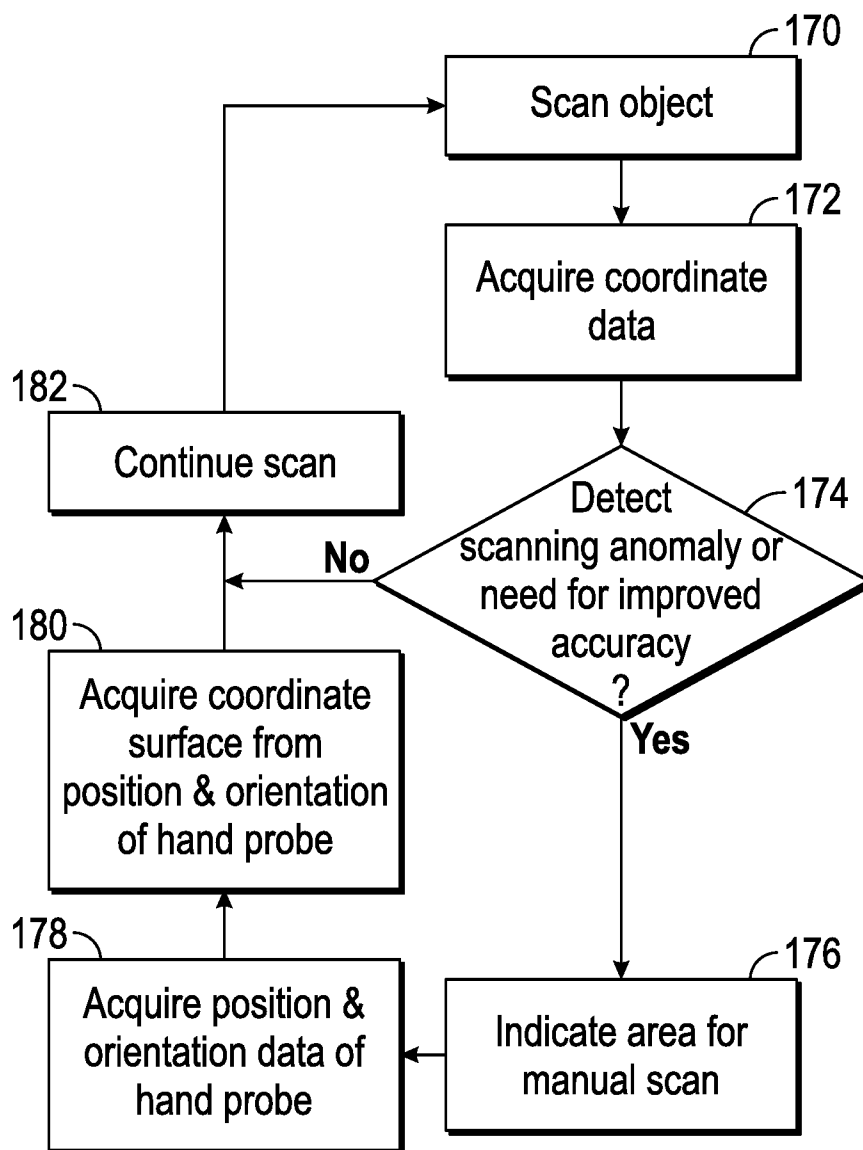 170
Scan object
172
Acquire coordinate
data
174
Detect
scanning anomaly or
need for improved
accuracy
?
No
Yes
176
Indicate area for
manual scan
178
Acquire position &
orientation data of
hand probe
180
Acquire coordinate
surface from
position & orientation
of hand probe
182
Continue scan